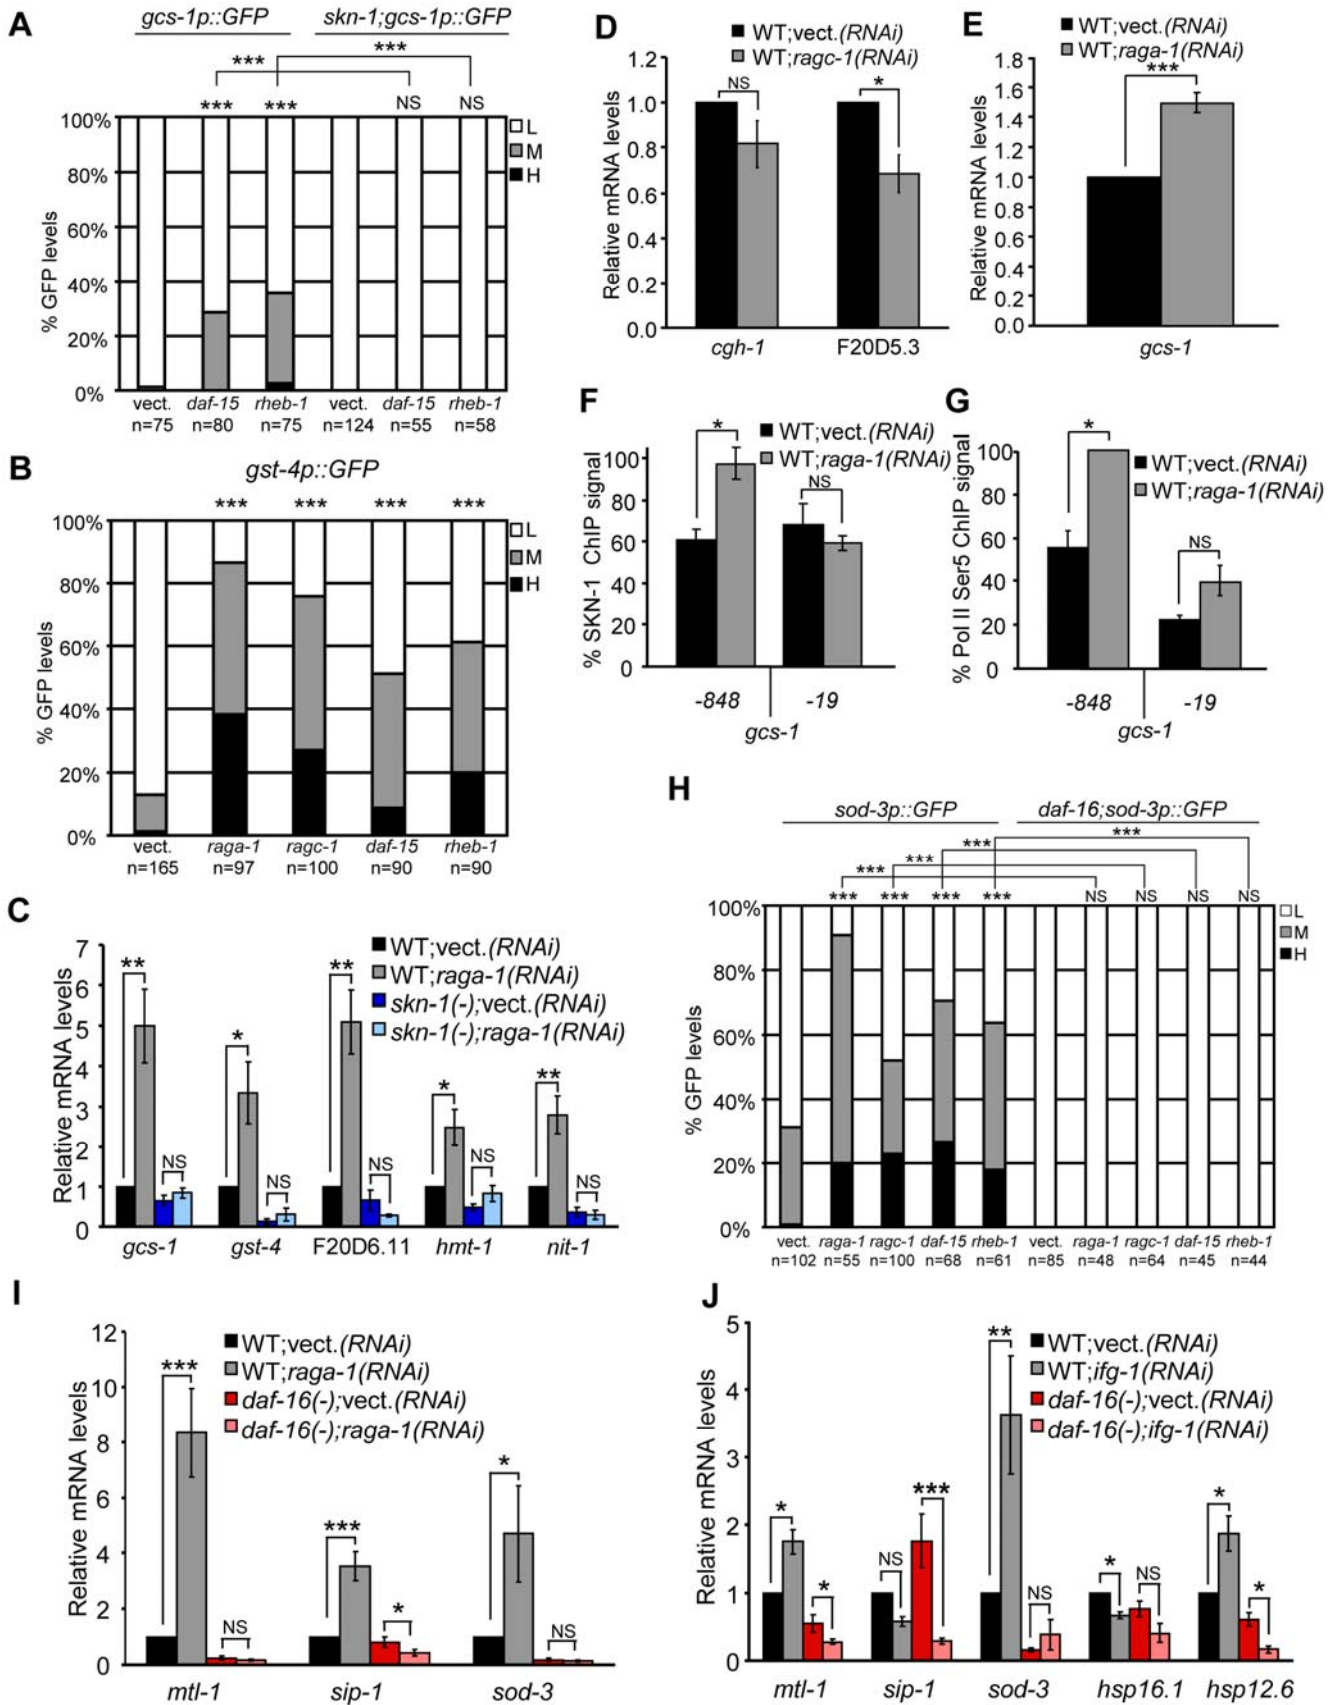 A
gcs-1p::GFP
skn-1;gcs-1p::GFP
***
***
*** *** NS NS
100%
80%
60%
40%
20%
0%
% GFP levels
L
M
H
vect. daf-15 rheb-1 vect. daf-15 rheb-1
n=75 n=80 n=75 n=124 n=55 n=58
B
gst-4p::GFP
*** *** *** ***
100%
80%
60%
40%
20%
0%
% GFP levels
L
M
H
vect. raga-1 ragc-1 daf-15 rheb-1
n=165 n=97 n=100 n=90 n=90
C
7
6
5
4
3
2
1
0
Relative mRNA levels
WT;vect.(RNAi)
WT;raga-1(RNAi)
skn-1(-);vect.(RNAi)
skn-1(-);raga-1(RNAi)
** NS * NS ** NS * NS ** NS
gcs-1 gst-4 F20D6.11 hmt-1 nit-1
D
WT;vect.(RNAi)
WT;ragc-1(RNAi)
1.2
1.0
0.8
0.6
0.4
0.2
0.0
Relative mRNA levels
NS *
cgh-1 F20D5.3
E
WT;vect.(RNAi)
WT;raga-1(RNAi)
1.8
1.6
1.4
1.2
1.0
0.8
0.6
0.4
0.2
0.0
Relative mRNA levels
***
gcs-1
F
WT;vect.(RNAi)
WT;raga-1(RNAi)
100
80
60
40
20
0
% SKN-1 ChIP signal
* NS
-848 -19
gcs-1
G
WT;vect.(RNAi)
WT;raga-1(RNAi)
100
80
60
40
20
0
% Pol II Ser5 ChIP signal
* NS
-848 -19
gcs-1
H
sod-3p::GFP
daf-16;sod-3p::GFP
***
***
***
***
*** *** *** *** NS NS NS NS
100%
80%
60%
40%
20%
0%
% GFP levels
L
M
H
vect. raga-1 ragc-1 daf-15 rheb-1 vect. raga-1 ragc-1 daf-15 rheb-1
n=102 n=55 n=100 n=68 n=61 n=85 n=48 n=64 n=45 n=44
I
12
10
8
6
4
2
0
Relative mRNA levels
WT;vect.(RNAi)
WT;raga-1(RNAi)
daf-16(-);vect.(RNAi)
daf-16(-);raga-1(RNAi)
*** NS *** * * NS
mtl-1 sip-1 sod-3
J
5
4
3
2
1
0
Relative mRNA levels
WT;vect.(RNAi)
WT;ifg-1(RNAi)
daf-16(-);vect.(RNAi)
daf-16(-);ifg-1(RNAi)
* * NS *** ** NS * NS * *
mtl-1 sip-1 sod-3 hsp16.1 hsp12.6